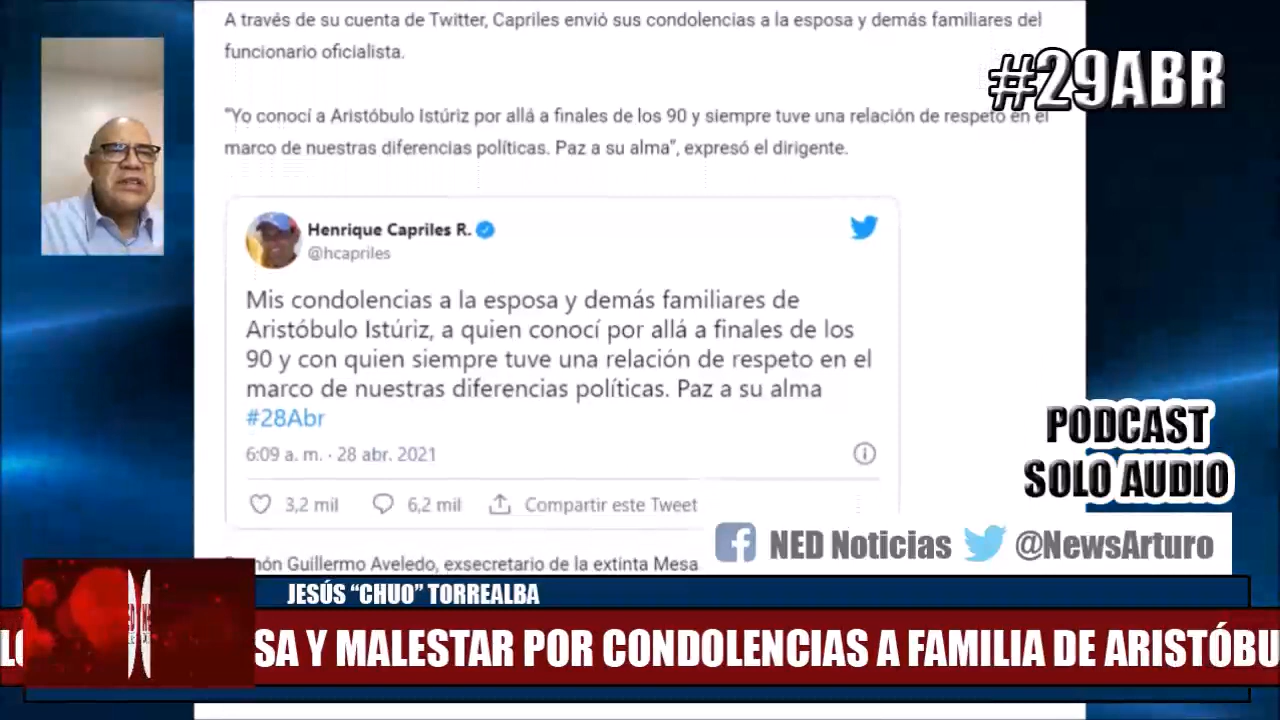 A través de su cuenta de Twitter, Capriles envió sus condolencias a la esposa y demás familiares del
funcionario oficialista.
#29ABR
"Yo conocí a Aristóbulo Istúriz por allá a finales de los 90 y siempre tuve una relación de respeto en el
marco de nuestras diferencias políticas. Paz a su alma", expresó el dirigente.
Henrique Capriles R.
@hcapriles
Mis condolencias a la esposa y demás familiares de
Aristóbulo Istúriz, a quien conocí por allá a finales de los
90 y con quien siempre tuve una relación de respeto en el
marco de nuestras diferencias políticas. Paz a su alma
#28Abr
6:09 a. m. · 28 abr. 2021
3,2 mil 6,2 mil Compartir este Tweet
PODCAST
SOLO AUDIO
NED Noticias @NewsArturo
Guillermo Aveledo, exsecretario de la extinta Mesa
JESÚS “CHUO” TORREALBA
SA Y MALESTAR POR CONDOLENCIAS A FAMILIA DE ARISTÓBU